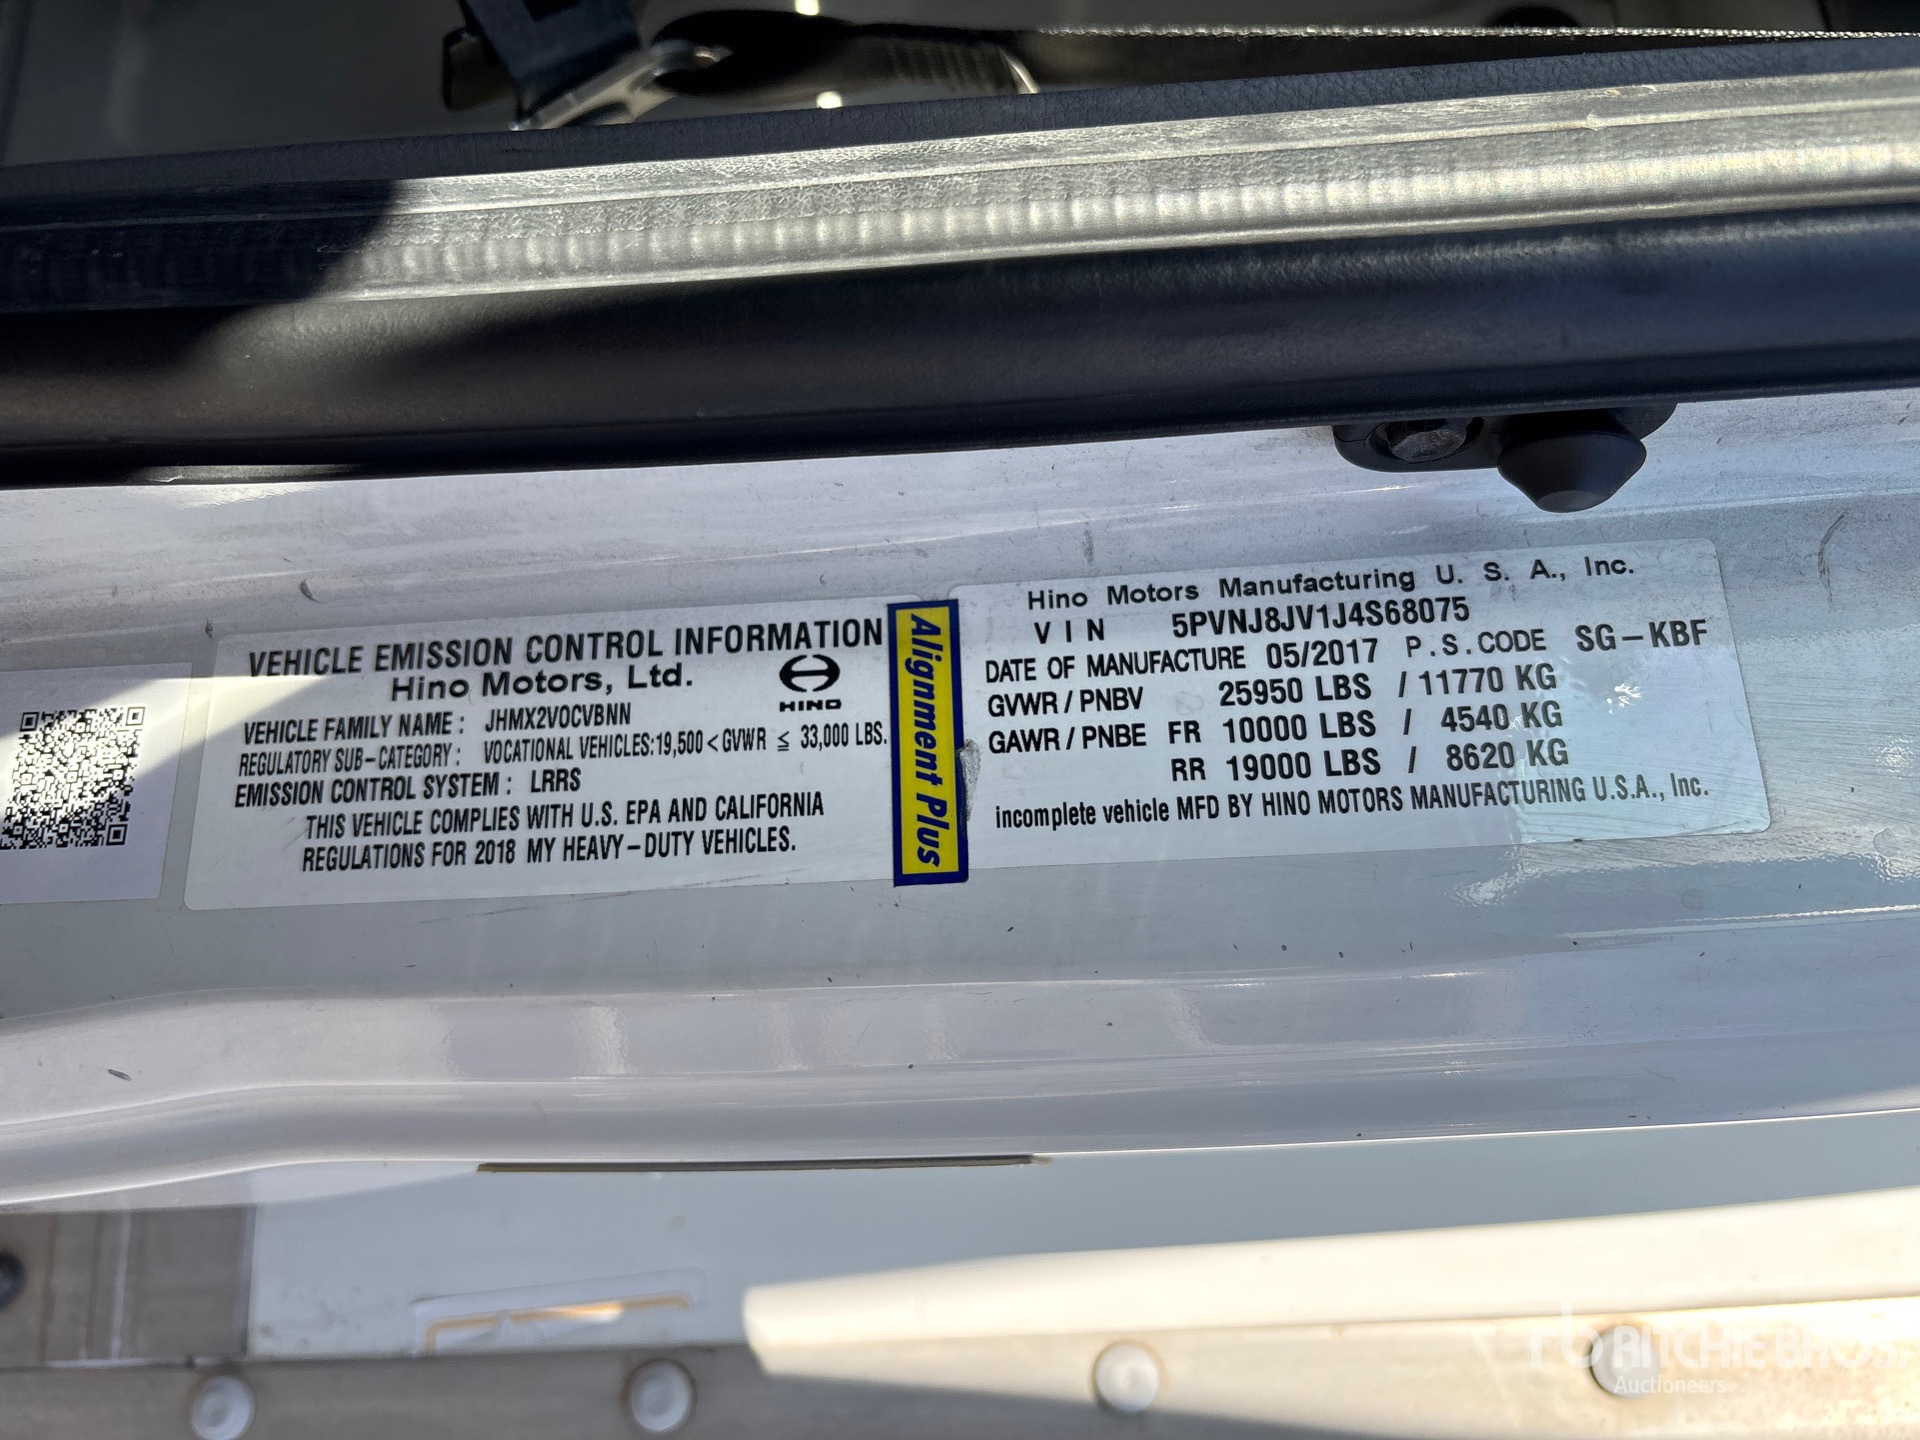 VEHICLE EMISSION CONTROL INFORMATION
Hino Motors, Ltd.
HINO
VEHICLE FAMILY NAME : JHMX2VOCVBNN
REGULATORY SUB-CATEGORY : VOCATIONAL VEHICLES:19,500 < GVWR ≤ 33,000 LBS.
EMISSION CONTROL SYSTEM : LRRS
THIS VEHICLE COMPLIES WITH U.S. EPA AND CALIFORNIA
REGULATIONS FOR 2018 MY HEAVY-DUTY VEHICLES.
Alignment Plus
Hino Motors Manufacturing U. S. A., Inc.
VIN 5PVNJ8JV1J4S68075
DATE OF MANUFACTURE 05/2017 P.S.CODE SG-KBF
GVWR / PNBV 25950 LBS / 11770 KG
GAWR / PNBE FR 10000 LBS / 4540 KG
RR 19000 LBS / 8620 KG
incomplete vehicle MFD BY HINO MOTORS MANUFACTURING U.S.A., Inc.
rb RITCHIE BROS.
Auctioneers